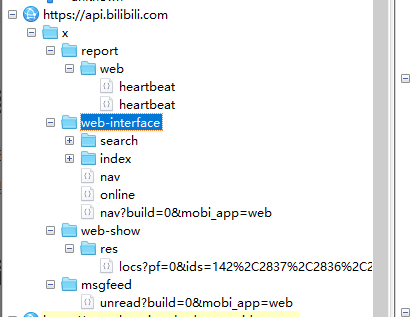 https://api.bilibili.com
x
report
web
heartbeat
heartbeat
web-interface
search
index
nav
online
nav?build=0&mobi_app=web
web-show
res
locs?pf=0&ids=142%2C2837%2C2836%2C2
msgfeed
unread?build=0&mobi_app=web